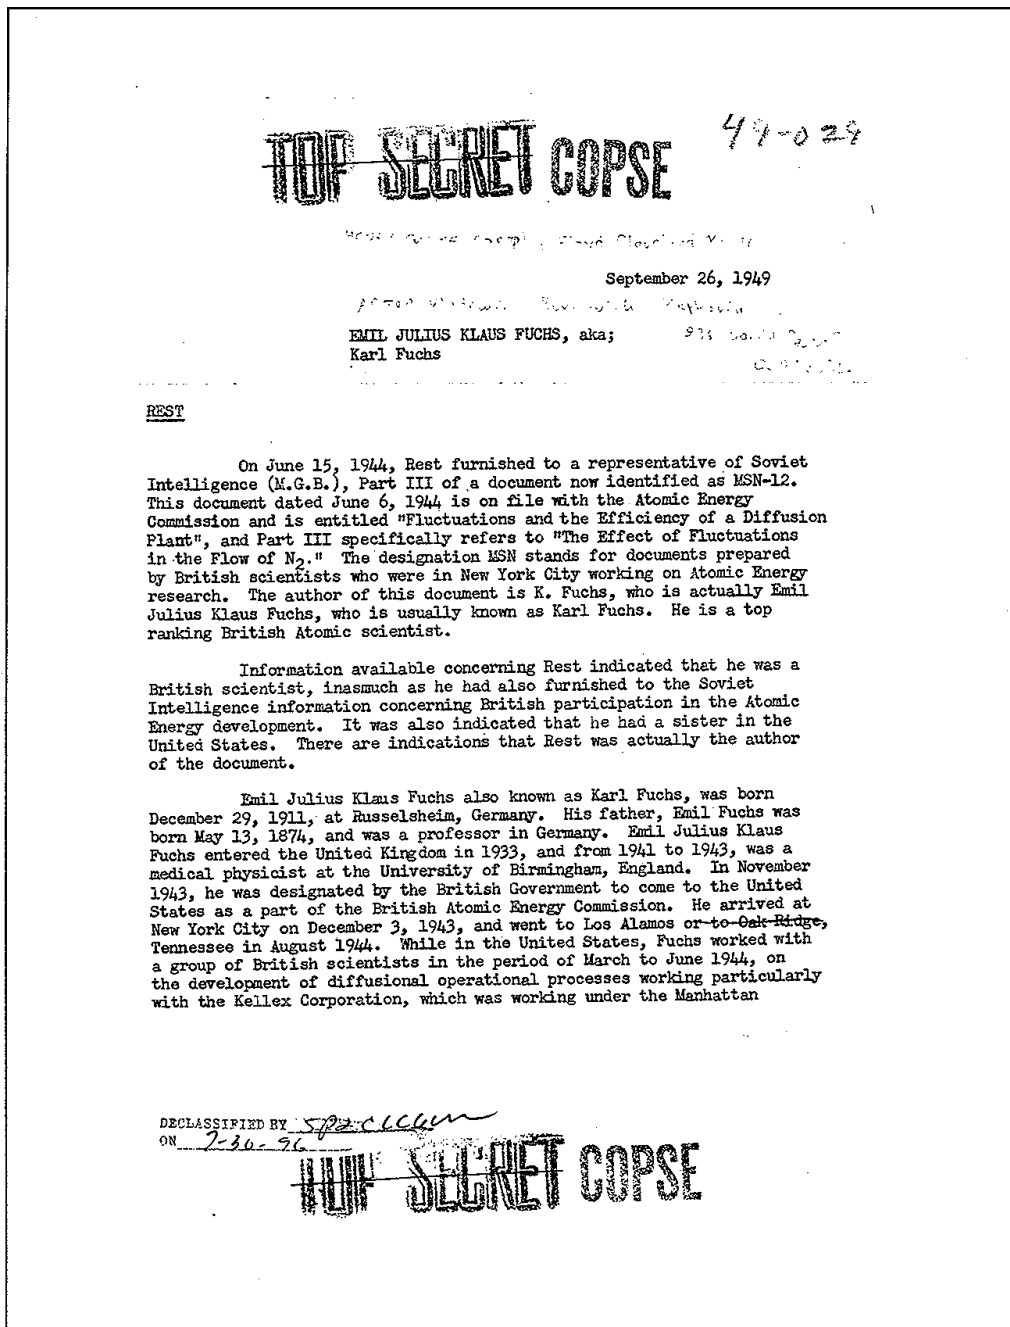 49-029
TOP SECRET COPSE
September 26, 1949
EMIL JULIUS KLAUS FUCHS, aka;
Karl Fuchs
REST
On June 15, 1944, Rest furnished to a representative of Soviet
Intelligence (M.G.B.), Part III of a document now identified as MSN-12.
This document dated June 6, 1944 is on file with the Atomic Energy
Commission and is entitled "Fluctuations and the Efficiency of a Diffusion
Plant", and Part III specifically refers to "The Effect of Fluctuations
in the Flow of N₂." The designation MSN stands for documents prepared
by British scientists who were in New York City working on Atomic Energy
research. The author of this document is K. Fuchs, who is actually Emil
Julius Klaus Fuchs, who is usually known as Karl Fuchs. He is a top
ranking British Atomic scientist.
Information available concerning Rest indicated that he was a
British scientist, inasmuch as he had also furnished to the Soviet
Intelligence information concerning British participation in the Atomic
Energy development. It was also indicated that he had a sister in the
United States. There are indications that Rest was actually the author
of the document.
Emil Julius Klaus Fuchs also known as Karl Fuchs, was born
December 29, 1911, at Russelsheim, Germany. His father, Emil Fuchs was
born May 13, 1874, and was a professor in Germany. Emil Julius Klaus
Fuchs entered the United Kingdom in 1933, and from 1941 to 1943, was a
medical physicist at the University of Birmingham, England. In November
1943, he was designated by the British Government to come to the United
States as a part of the British Atomic Energy Commission. He arrived at
New York City on December 3, 1943, and went to Los Alamos or to Oak Ridge,
Tennessee in August 1944. While in the United States, Fuchs worked with
a group of British scientists in the period of March to June 1944, on
the development of diffusional operational processes working particularly
with the Kellex Corporation, which was working under the Manhattan
DECLASSIFIED BY
ON 7-30-96
TOP SECRET COPSE